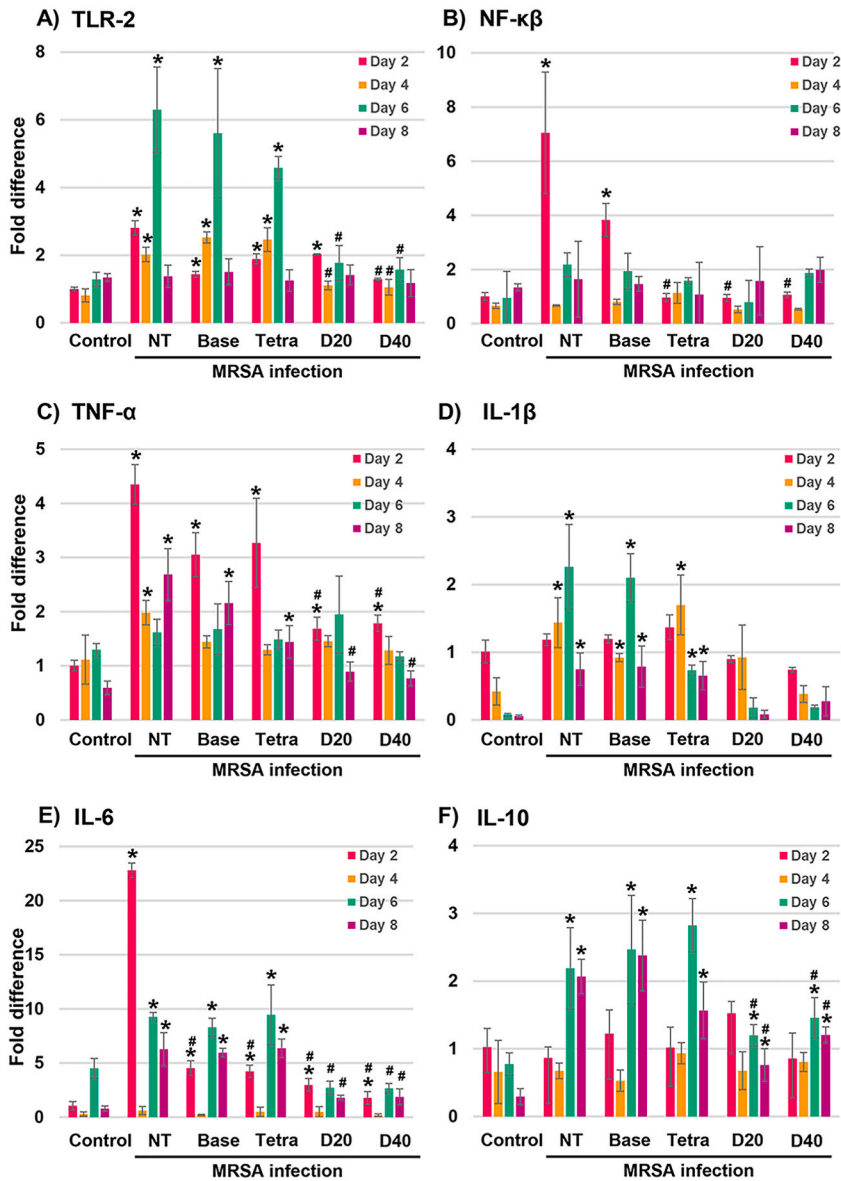 A) TLR-2
Fold difference
8
6
4
2
0
Day 2
Day 4
Day 6
Day 8
* * * * * * * * * * # # # # #
Control NT Base Tetra D20 D40
MRSA infection
B) NF-κβ
10
8
6
4
2
0
Day 2
Day 4
Day 6
Day 8
* * # # #
Control NT Base Tetra D20 D40
MRSA infection
C) TNF-α
Fold difference
5
4
3
2
1
0
Day 2
Day 4
Day 6
Day 8
* * * * * * * # * # # * #
Control NT Base Tetra D20 D40
MRSA infection
D) IL-1β
4
3
2
1
0
Day 2
Day 4
Day 6
Day 8
* * * * * * * * *
Control NT Base Tetra D20 D40
MRSA infection
E) IL-6
Fold difference
25
20
15
10
5
0
Day 2
Day 4
Day 6
Day 8
* * * # * * * # * * * # * # # # * # #
Control NT Base Tetra D20 D40
MRSA infection
F) IL-10
4
3
2
1
0
Day 2
Day 4
Day 6
Day 8
* * * * * * # * # * # * # *
Control NT Base Tetra D20 D40
MRSA infection